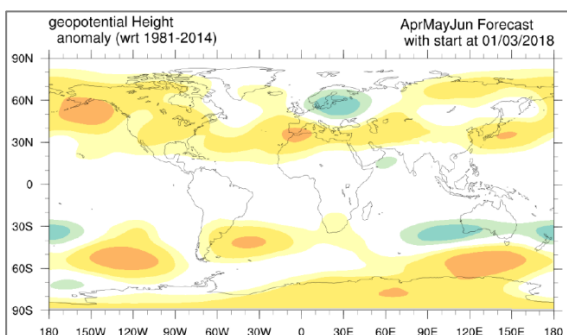 geopotential Height
anomaly (wrt 1981-2014)
AprMayJun Forecast
with start at 01/03/2018
90N
60N
30N
0
30S
60S
90S
180 150W 120W 90W 60W 30W 0 30E 60E 90E 120E 150E 180